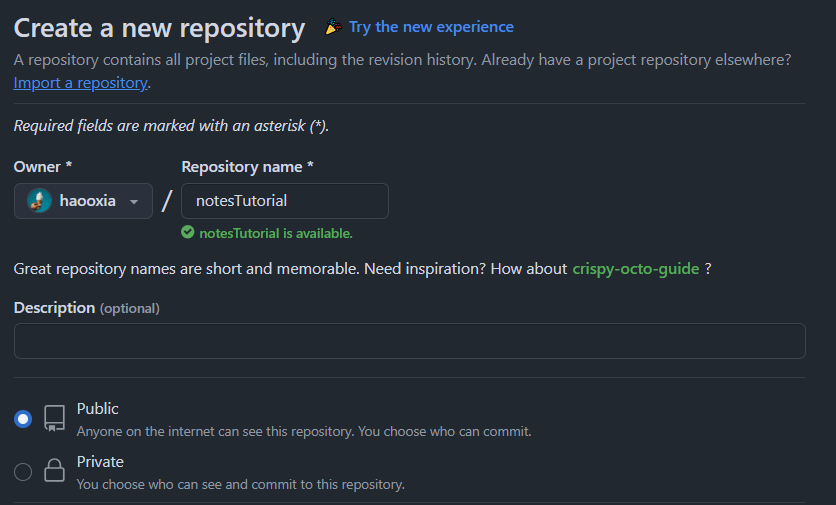 Create a new repository Try the new experience
A repository contains all project files, including the revision history. Already have a project repository elsewhere?
Import a repository.
Required fields are marked with an asterisk (*).
Owner * Repository name *
haooxia / notesTutorial
notesTutorial is available.
Great repository names are short and memorable. Need inspiration? How about crispy-octo-guide ?
Description (optional)
Public
Anyone on the internet can see this repository. You choose who can commit.
Private
You choose who can see and commit to this repository.